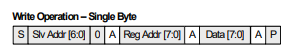 Write Operation – Single Byte
S Slv Addr [6:0] 0 A Reg Addr [7:0] A Data [7:0] A P